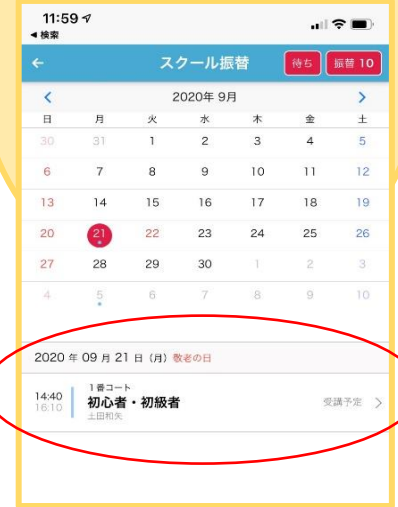 11:59
◀ 検索
← スクール振替 待ち 振替 10
< 2020年 9月 >
日 月 火 水 木 金 土
30 31 1 2 3 4 5
6 7 8 9 10 11 12
13 14 15 16 17 18 19
20 21 22 23 24 25 26
27 28 29 30 1 2 3
4 5 6 7 8 9 10
2020 年 09 月 21 日 (月) 敬老の日
1番コート
14:40 初心者・初級者 受講予定 >
16:10 土田和矢